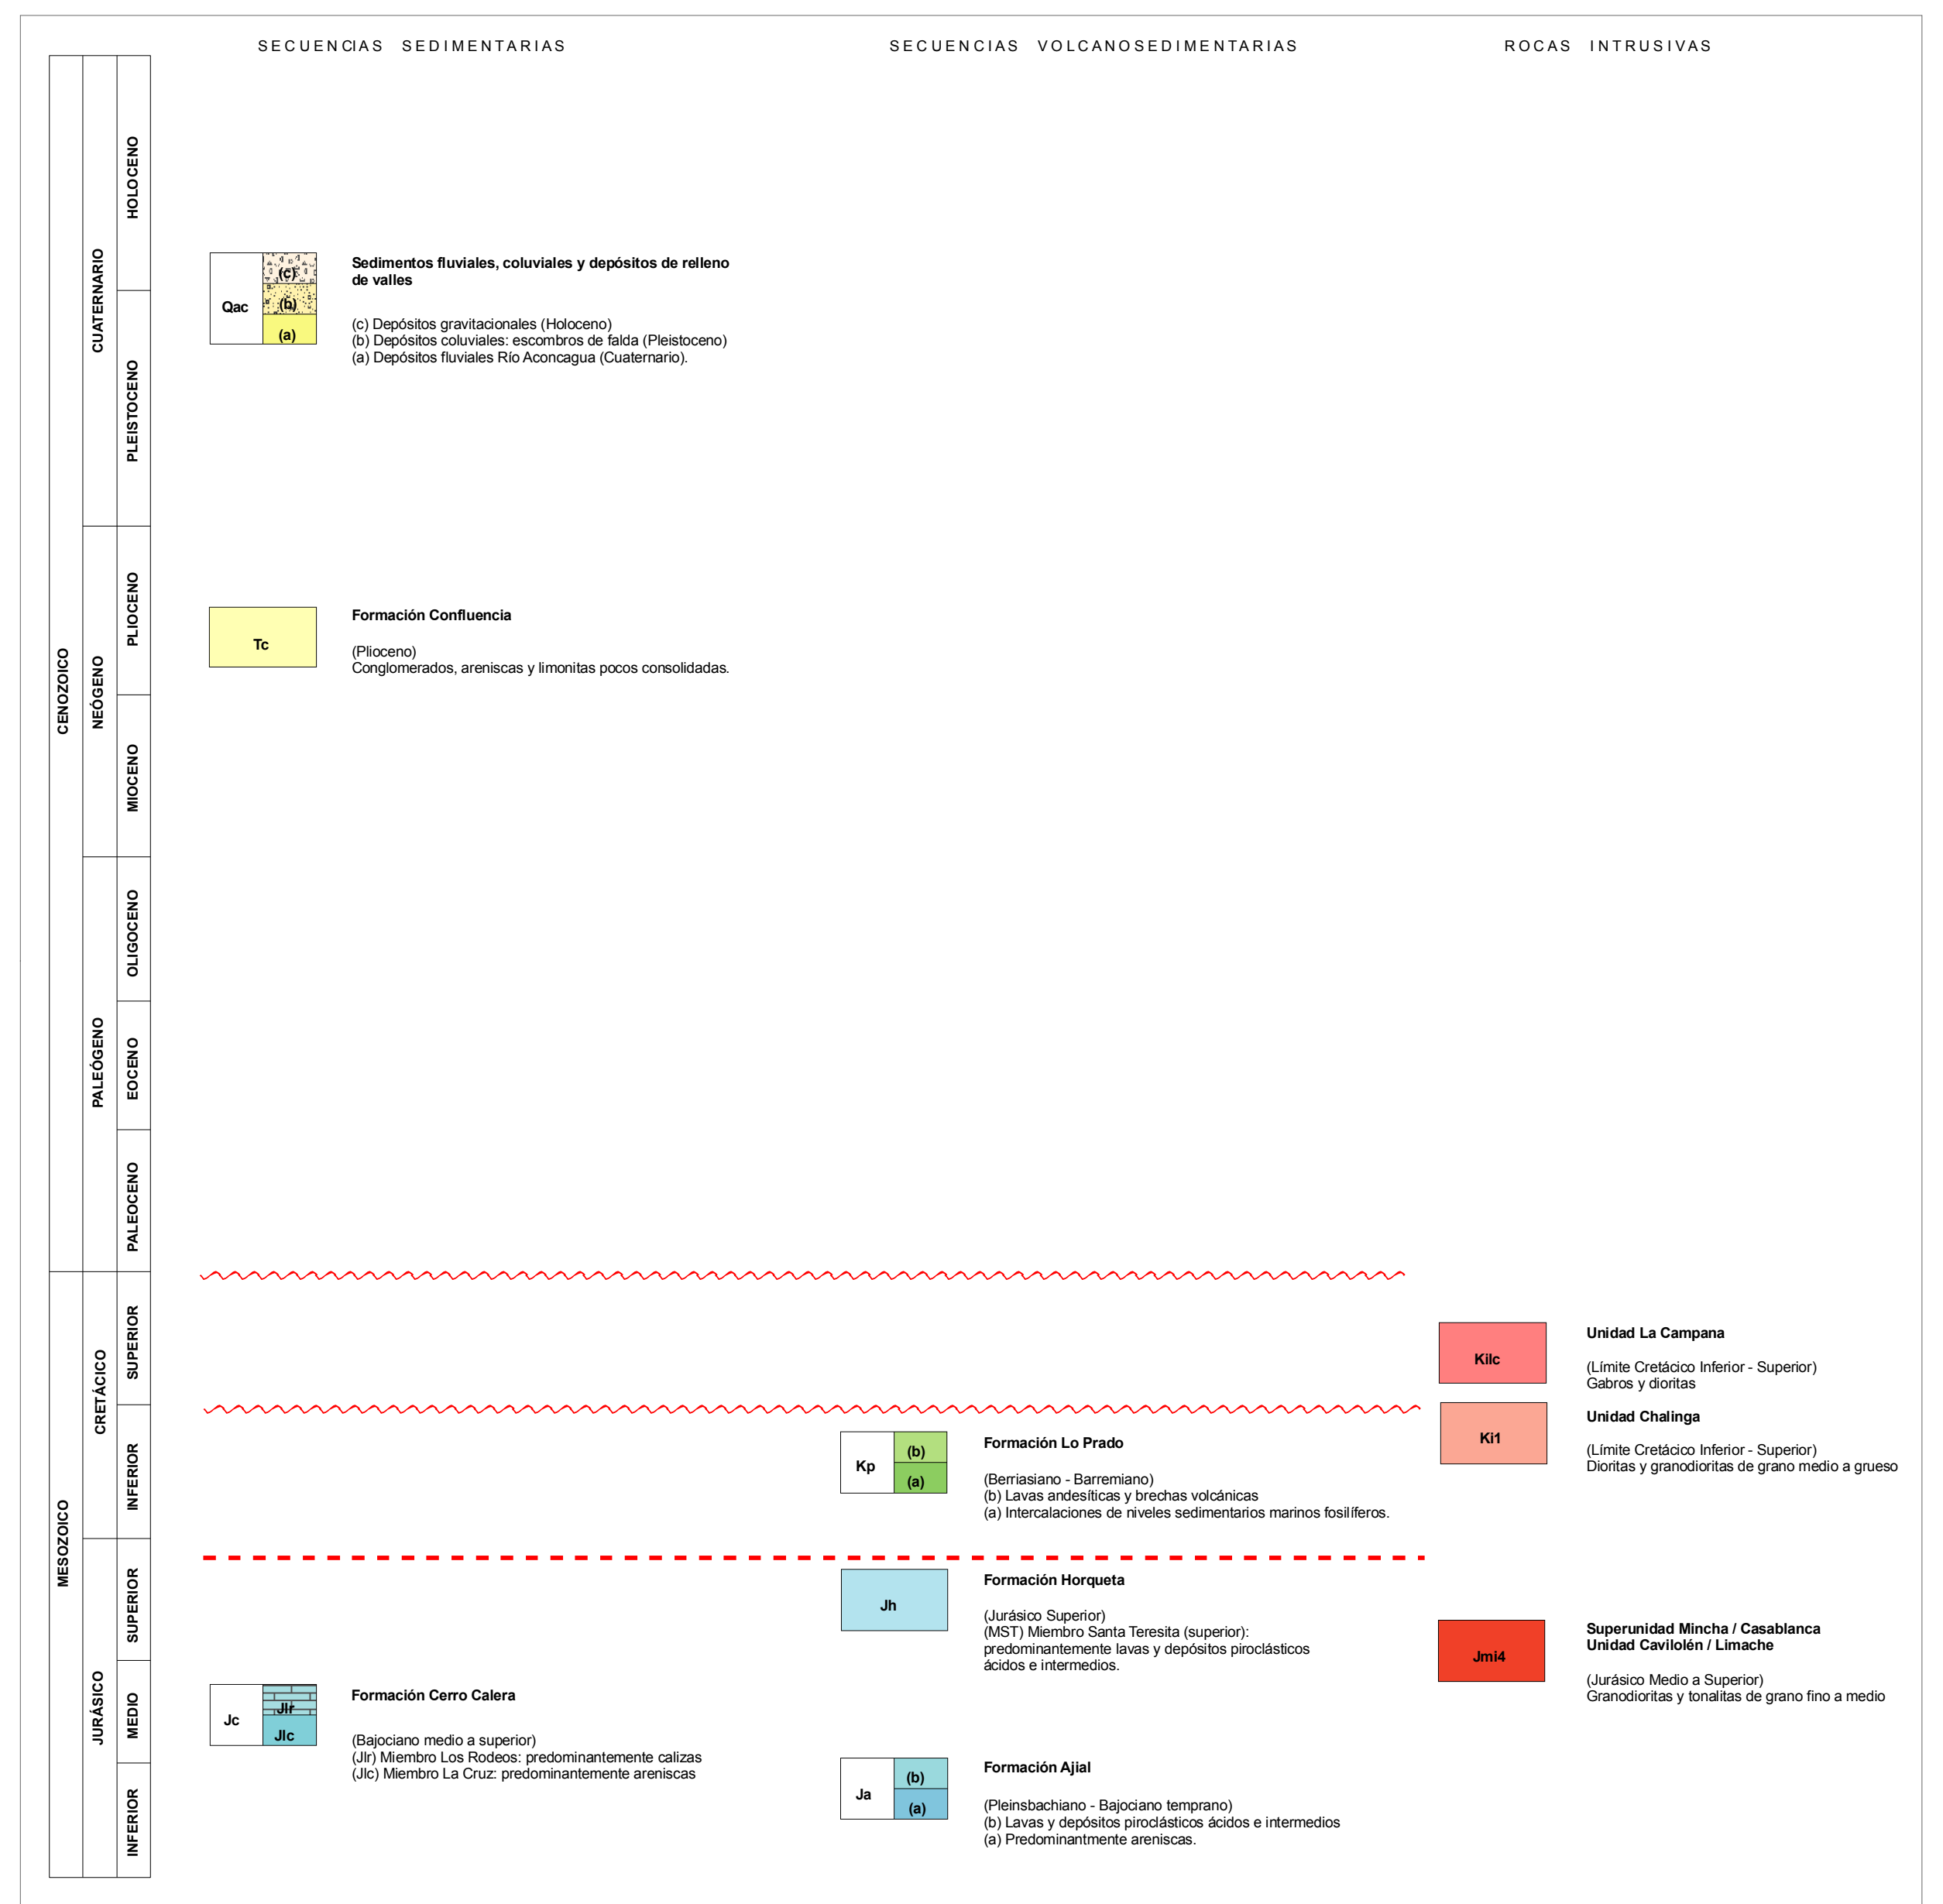 SECUENCIAS SEDIMENTARIAS
SECUENCIAS VOLCANOSEDIMENTARIAS
ROCAS INTRUSIVAS
CENOZOICO
MESOZOICO
CUATERNARIO
NEÓGENO
PALEÓGENO
CRETÁCICO
JURÁSICO
HOLOCENO
PLEISTOCENO
PLIOCENO
MIOCENO
OLIGOCENO
EOCENO
PALEOCENO
SUPERIOR
INFERIOR
SUPERIOR
MEDIO
INFERIOR
Qac
(c)
(b)
(a)
Sedimentos fluviales, coluviales y depósitos de relleno
de valles
(c) Depósitos gravitacionales (Holoceno)
(b) Depósitos coluviales: escombros de falda (Pleistoceno)
(a) Depósitos fluviales Río Aconcagua (Cuaternario).
Tc
Formación Confluencia
(Plioceno)
Conglomerados, areniscas y limonitas pocos consolidadas.
Jc
Jlr
Jlc
Formación Cerro Calera
(Bajociano medio a superior)
(Jlr) Miembro Los Rodeos: predominantemente calizas
(Jlc) Miembro La Cruz: predominantemente areniscas
Kp
(b)
(a)
Formación Lo Prado
(Berriasiano - Barremiano)
(b) Lavas andesíticas y brechas volcánicas
(a) Intercalaciones de niveles sedimentarios marinos fosilíferos.
Jh
Formación Horqueta
(Jurásico Superior)
(MST) Miembro Santa Teresita (superior):
predominantemente lavas y depósitos piroclásticos
ácidos e intermedios.
Ja
(b)
(a)
Formación Ajial
(Pleinsbachiano - Bajociano temprano)
(b) Lavas y depósitos piroclásticos ácidos e intermedios
(a) Predominantmente areniscas.
Kilc
Unidad La Campana
(Límite Cretácico Inferior - Superior)
Gabros y dioritas
Ki1
Unidad Chalinga
(Límite Cretácico Inferior - Superior)
Dioritas y granodioritas de grano medio a grueso
Jmi4
Superunidad Mincha / Casablanca
Unidad Cavilolén / Limache
(Jurásico Medio a Superior)
Granodioritas y tonalitas de grano fino a medio